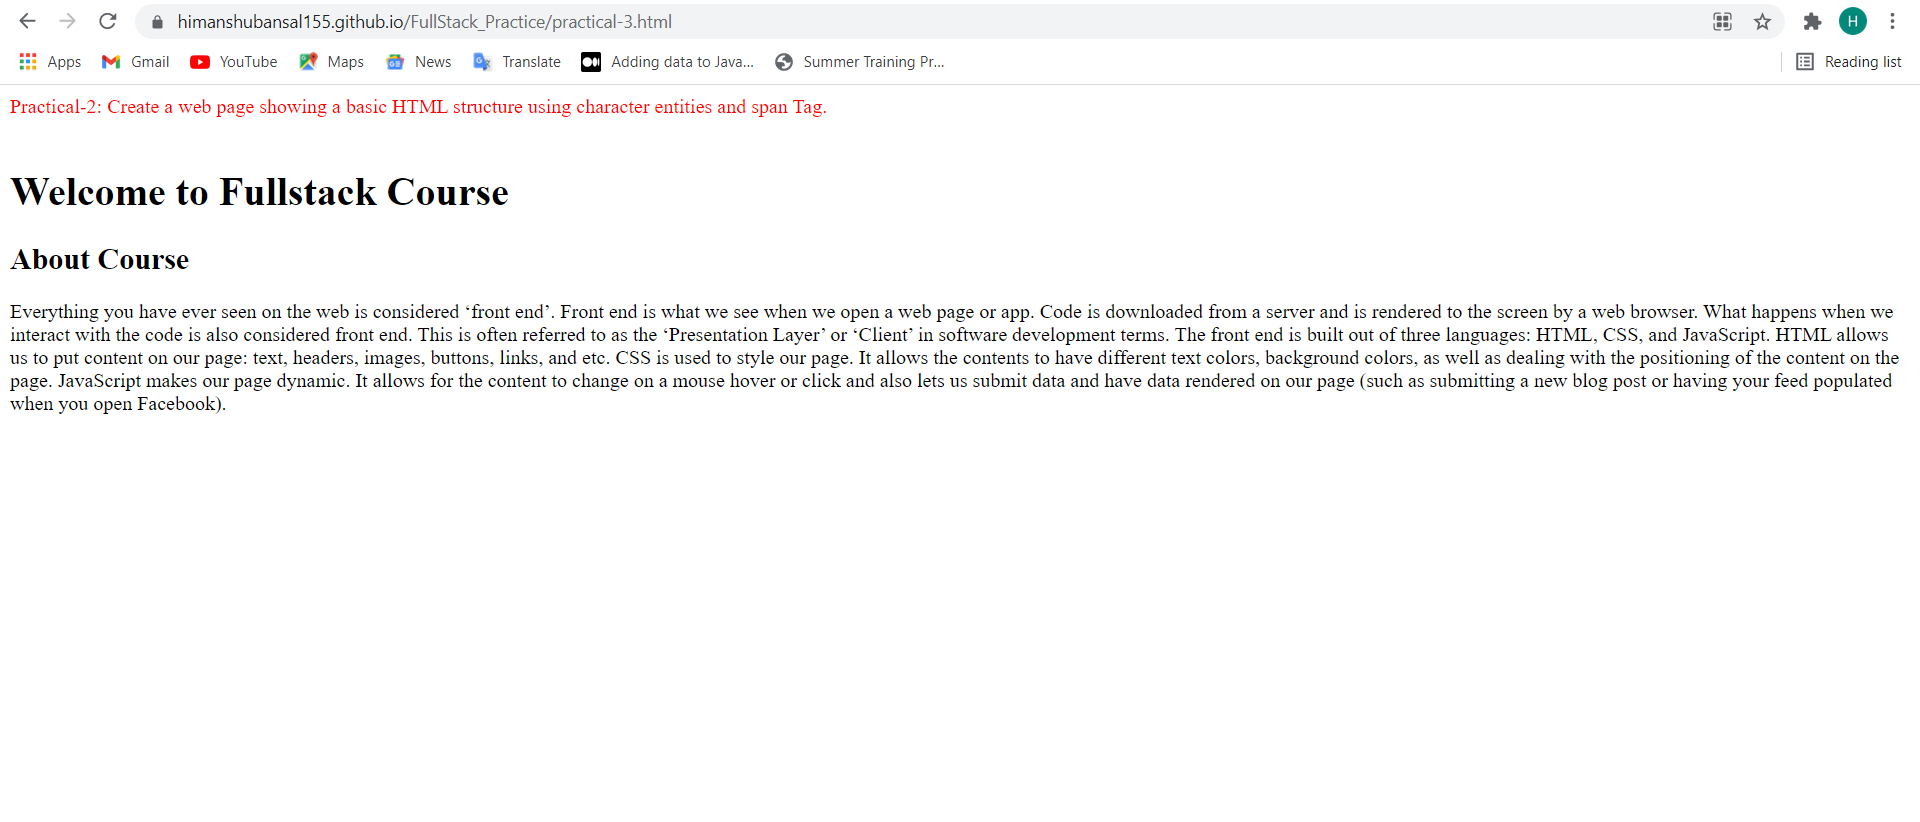 himanshubansal155.github.io/FullStack_Practice/practical-3.html
H
Apps Gmail YouTube Maps News Translate Adding data to Java... Summer Training Pr... Reading list
Practical-2: Create a web page showing a basic HTML structure using character entities and span Tag.
Welcome to Fullstack Course
About Course
Everything you have ever seen on the web is considered ‘front end’. Front end is what we see when we open a web page or app. Code is downloaded from a server and is rendered to the screen by a web browser. What happens when we
interact with the code is also considered front end. This is often referred to as the ‘Presentation Layer’ or ‘Client’ in software development terms. The front end is built out of three languages: HTML, CSS, and JavaScript. HTML allows
us to put content on our page: text, headers, images, buttons, links, and etc. CSS is used to style our page. It allows the contents to have different text colors, background colors, as well as dealing with the positioning of the content on the
page. JavaScript makes our page dynamic. It allows for the content to change on a mouse hover or click and also lets us submit data and have data rendered on our page (such as submitting a new blog post or having your feed populated
when you open Facebook).